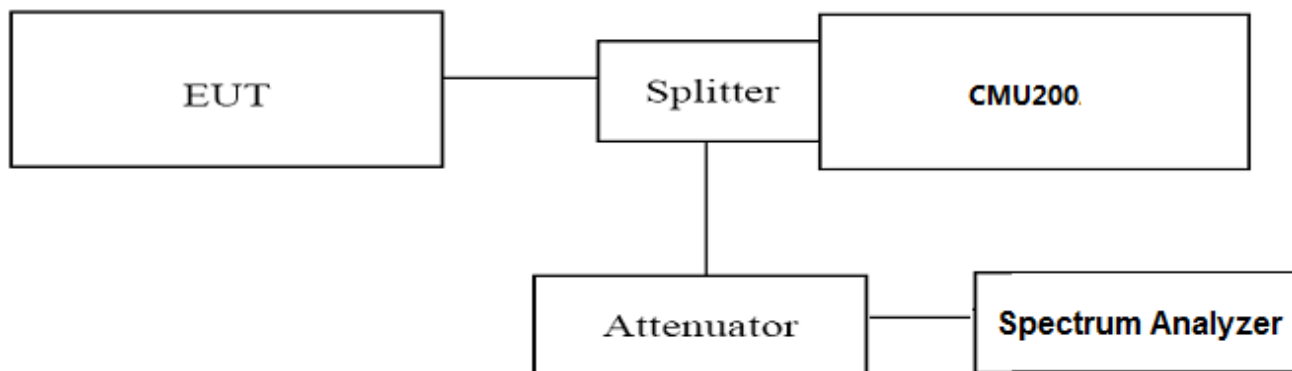 EUT
Splitter
CMU200
Attenuator
Spectrum Analyzer